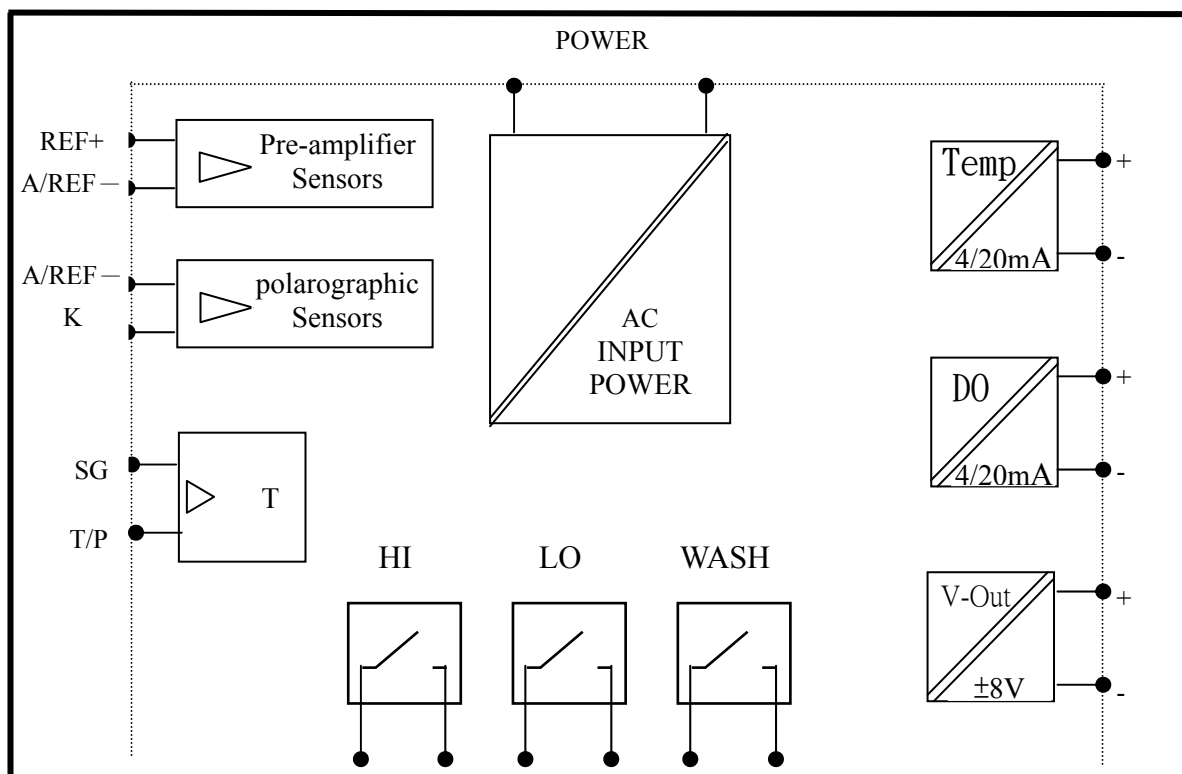 POWER
REF+
A/REF－
Pre-amplifier
Sensors
A/REF－
K
polarographic
Sensors
SG
T/P
T
AC
INPUT
POWER
Temp
4/20mA
+
-
DO
4/20mA
+
-
V-Out
±8V
+
-
HI
LO
WASH